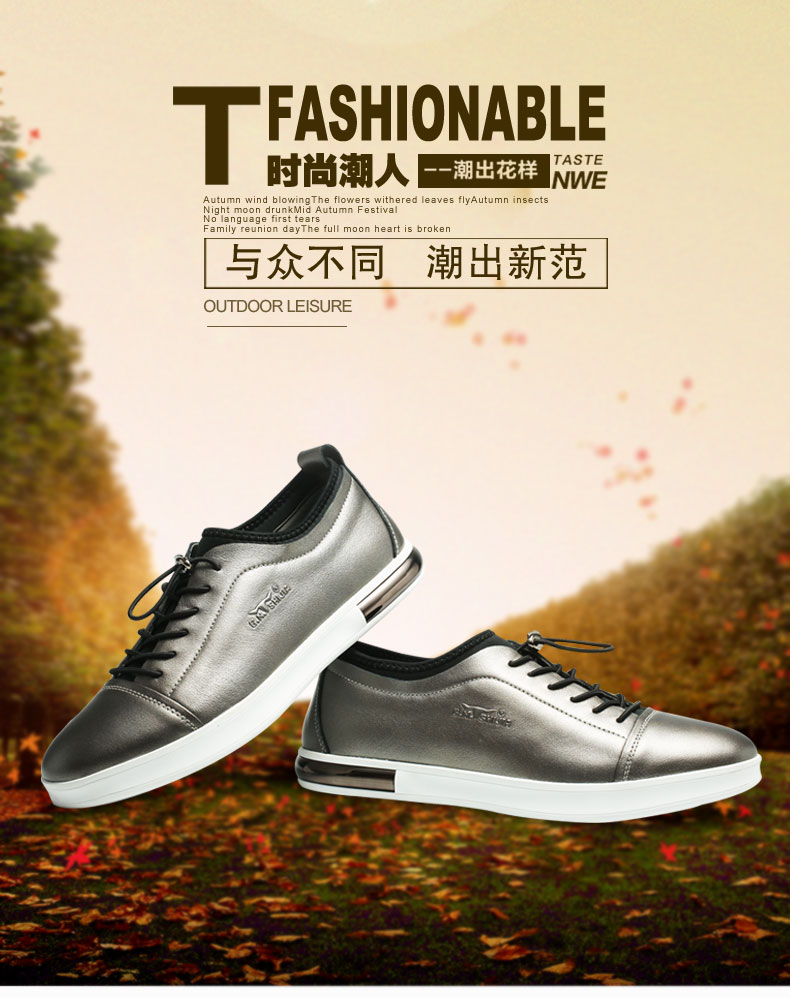 T FASHIONABLE
时尚潮人 --潮出花样 TASTE NWE
Autumn wind blowingThe flowers withered leaves flyAutumn insects
Night moon drunkMid Autumn Festival
No language first tears
Family reunion dayThe full moon heart is broken
与众不同 潮出新范
OUTDOOR LEISURE